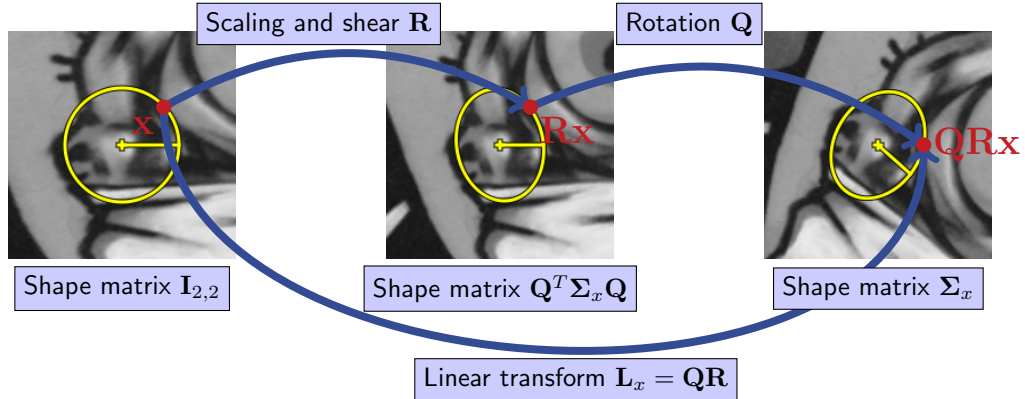 Scaling and shear R
Rotation Q
x
Rx
QRx
Shape matrix I₂,₂
Shape matrix QᵀΣₓQ
Shape matrix Σₓ
Linear transform Lₓ = QR